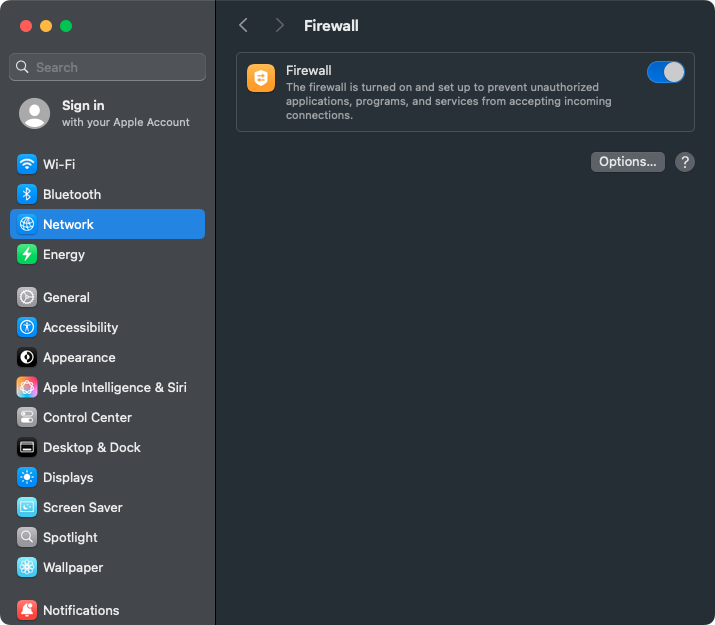 Firewall
Search
Sign in
with your Apple Account
Wi-Fi
Bluetooth
Network
Energy
General
Accessibility
Appearance
Apple Intelligence & Siri
Control Center
Desktop & Dock
Displays
Screen Saver
Spotlight
Wallpaper
Notifications
Firewall
The firewall is turned on and set up to prevent unauthorized
applications, programs, and services from accepting incoming
connections.
Options...
?